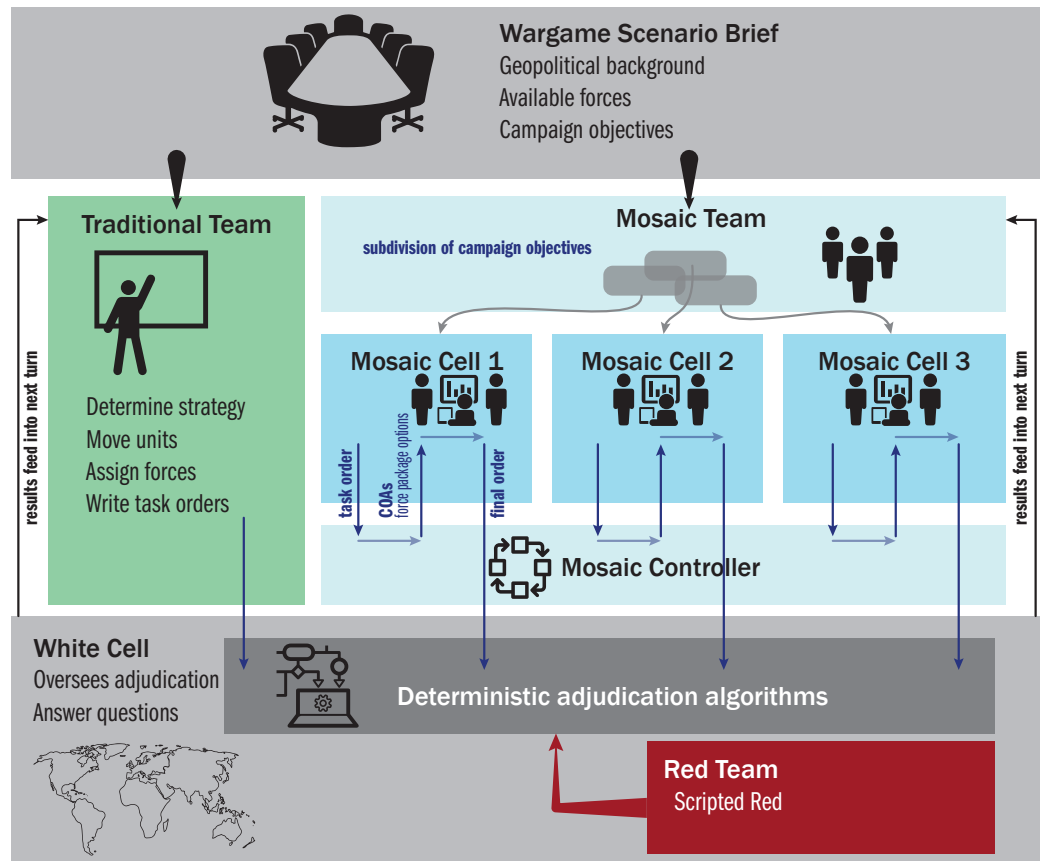 Wargame Scenario Brief
Geopolitical background
Available forces
Campaign objectives
Traditional Team
Determine strategy
Move units
Assign forces
Write task orders
results feed into next turn
Mosaic Team
subdivision of campaign objectives
Mosaic Cell 1
Mosaic Cell 2
Mosaic Cell 3
task order
COAs
force package options
final order
Mosaic Controller
results feed into next turn
White Cell
Oversees adjudication
Answer questions
Deterministic adjudication algorithms
Red Team
Scripted Red